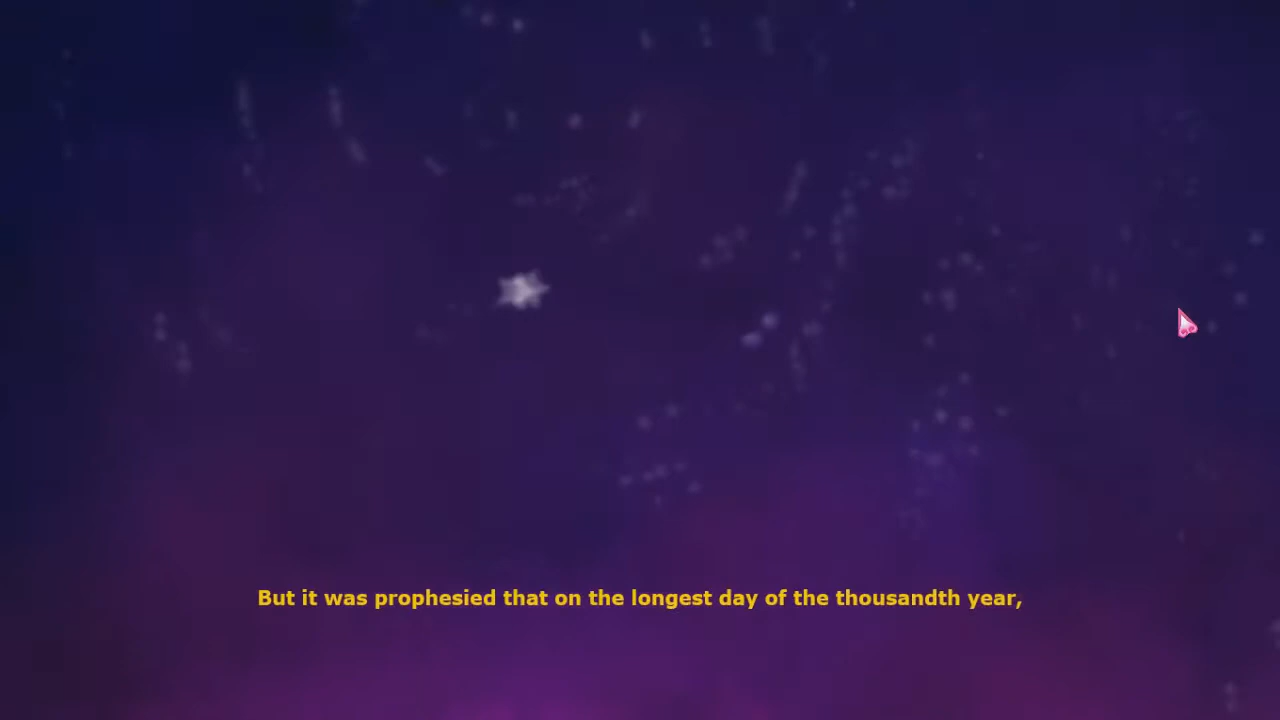 But it was prophesied that on the longest day of the thousandth year,